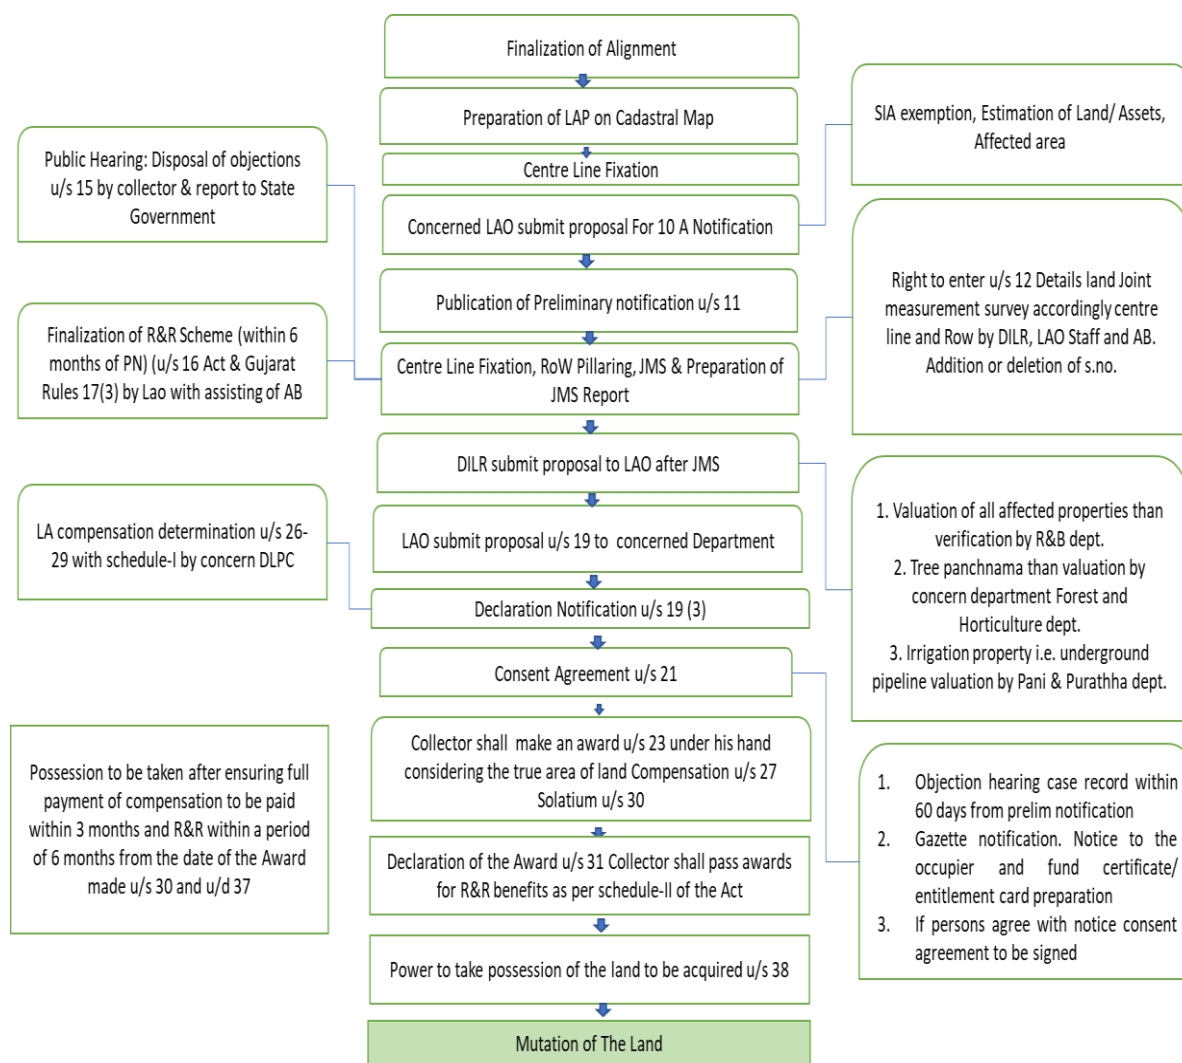 Finalization of Alignment
Preparation of LAP on Cadastral Map
SIA exemption, Estimation of Land/ Assets,
Affected area
Public Hearing: Disposal of objections
u/s 15 by collector & report to State
Government
Centre Line Fixation
Concerned LAO submit proposal For 10 A Notification
Publication of Preliminary notification u/s 11
Right to enter u/s 12 Details land Joint
measurement survey accordingly centre
line and Row by DILR, LAO Staff and AB.
Addition or deletion of s.no.
Finalization of R&R Scheme (within 6
months of PN) (u/s 16 Act & Gujarat
Rules 17(3) by Lao with assisting of AB
Centre Line Fixation, RoW Pillaring, JMS & Preparation of
JMS Report
DILR submit proposal to LAO after JMS
LA compensation determination u/s 26-
29 with schedule-I by concern DLPC
LAO submit proposal u/s 19 to concerned Department
1. Valuation of all affected properties than
verification by R&B dept.
2. Tree panchnama than valuation by
concern department Forest and
Horticulture dept.
3. Irrigation property i.e. underground
pipeline valuation by Pani & Purathha dept.
Declaration Notification u/s 19 (3)
Consent Agreement u/s 21
Collector shall make an award u/s 23 under his hand
considering the true area of land Compensation u/s 27
Solatium u/s 30
Possession to be taken after ensuring full
payment of compensation to be paid
within 3 months and R&R within a period
of 6 months from the date of the Award
made u/s 30 and u/d 37
1. Objection hearing case record within
60 days from prelim notification
2. Gazette notification. Notice to the
occupier and fund certificate/
entitlement card preparation
3. If persons agree with notice consent
agreement to be signed
Declaration of the Award u/s 31 Collector shall pass awards
for R&R benefits as per schedule-II of the Act
Power to take possession of the land to be acquired u/s 38
Mutation of The Land